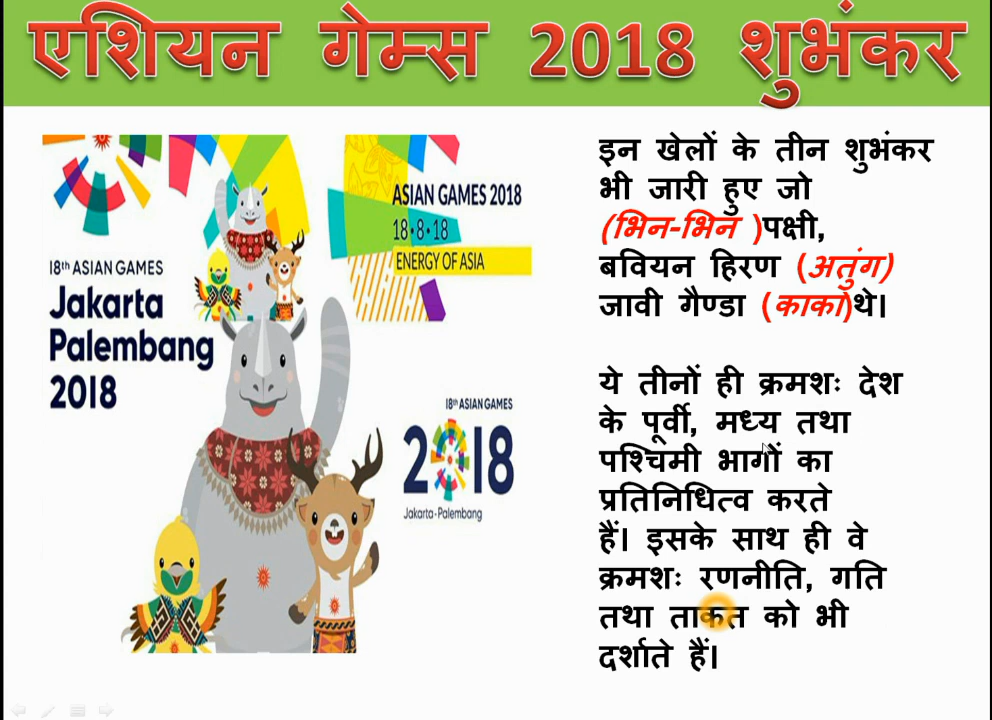 एशियन गेम्स 2018 शुभंकर
18th ASIAN GAMES
Jakarta
Palembang
2018
ASIAN GAMES 2018
18•8•18
ENERGY OF ASIA
18th ASIAN GAMES
2018
Jakarta•Palembang
इन खेलों के तीन शुभंकर
भी जारी हुए जो
(भिन-भिन )पक्षी,
बवियन हिरण (अतुंग)
जावी गैण्डा (काका)थे।
ये तीनों ही क्रमशः देश
के पूर्वी, मध्य तथा
पश्चिमी भागों का
प्रतिनिधित्व करते
हैं। इसके साथ ही वे
क्रमशः रणनीति, गति
तथा ताकत को भी
दर्शाते हैं।